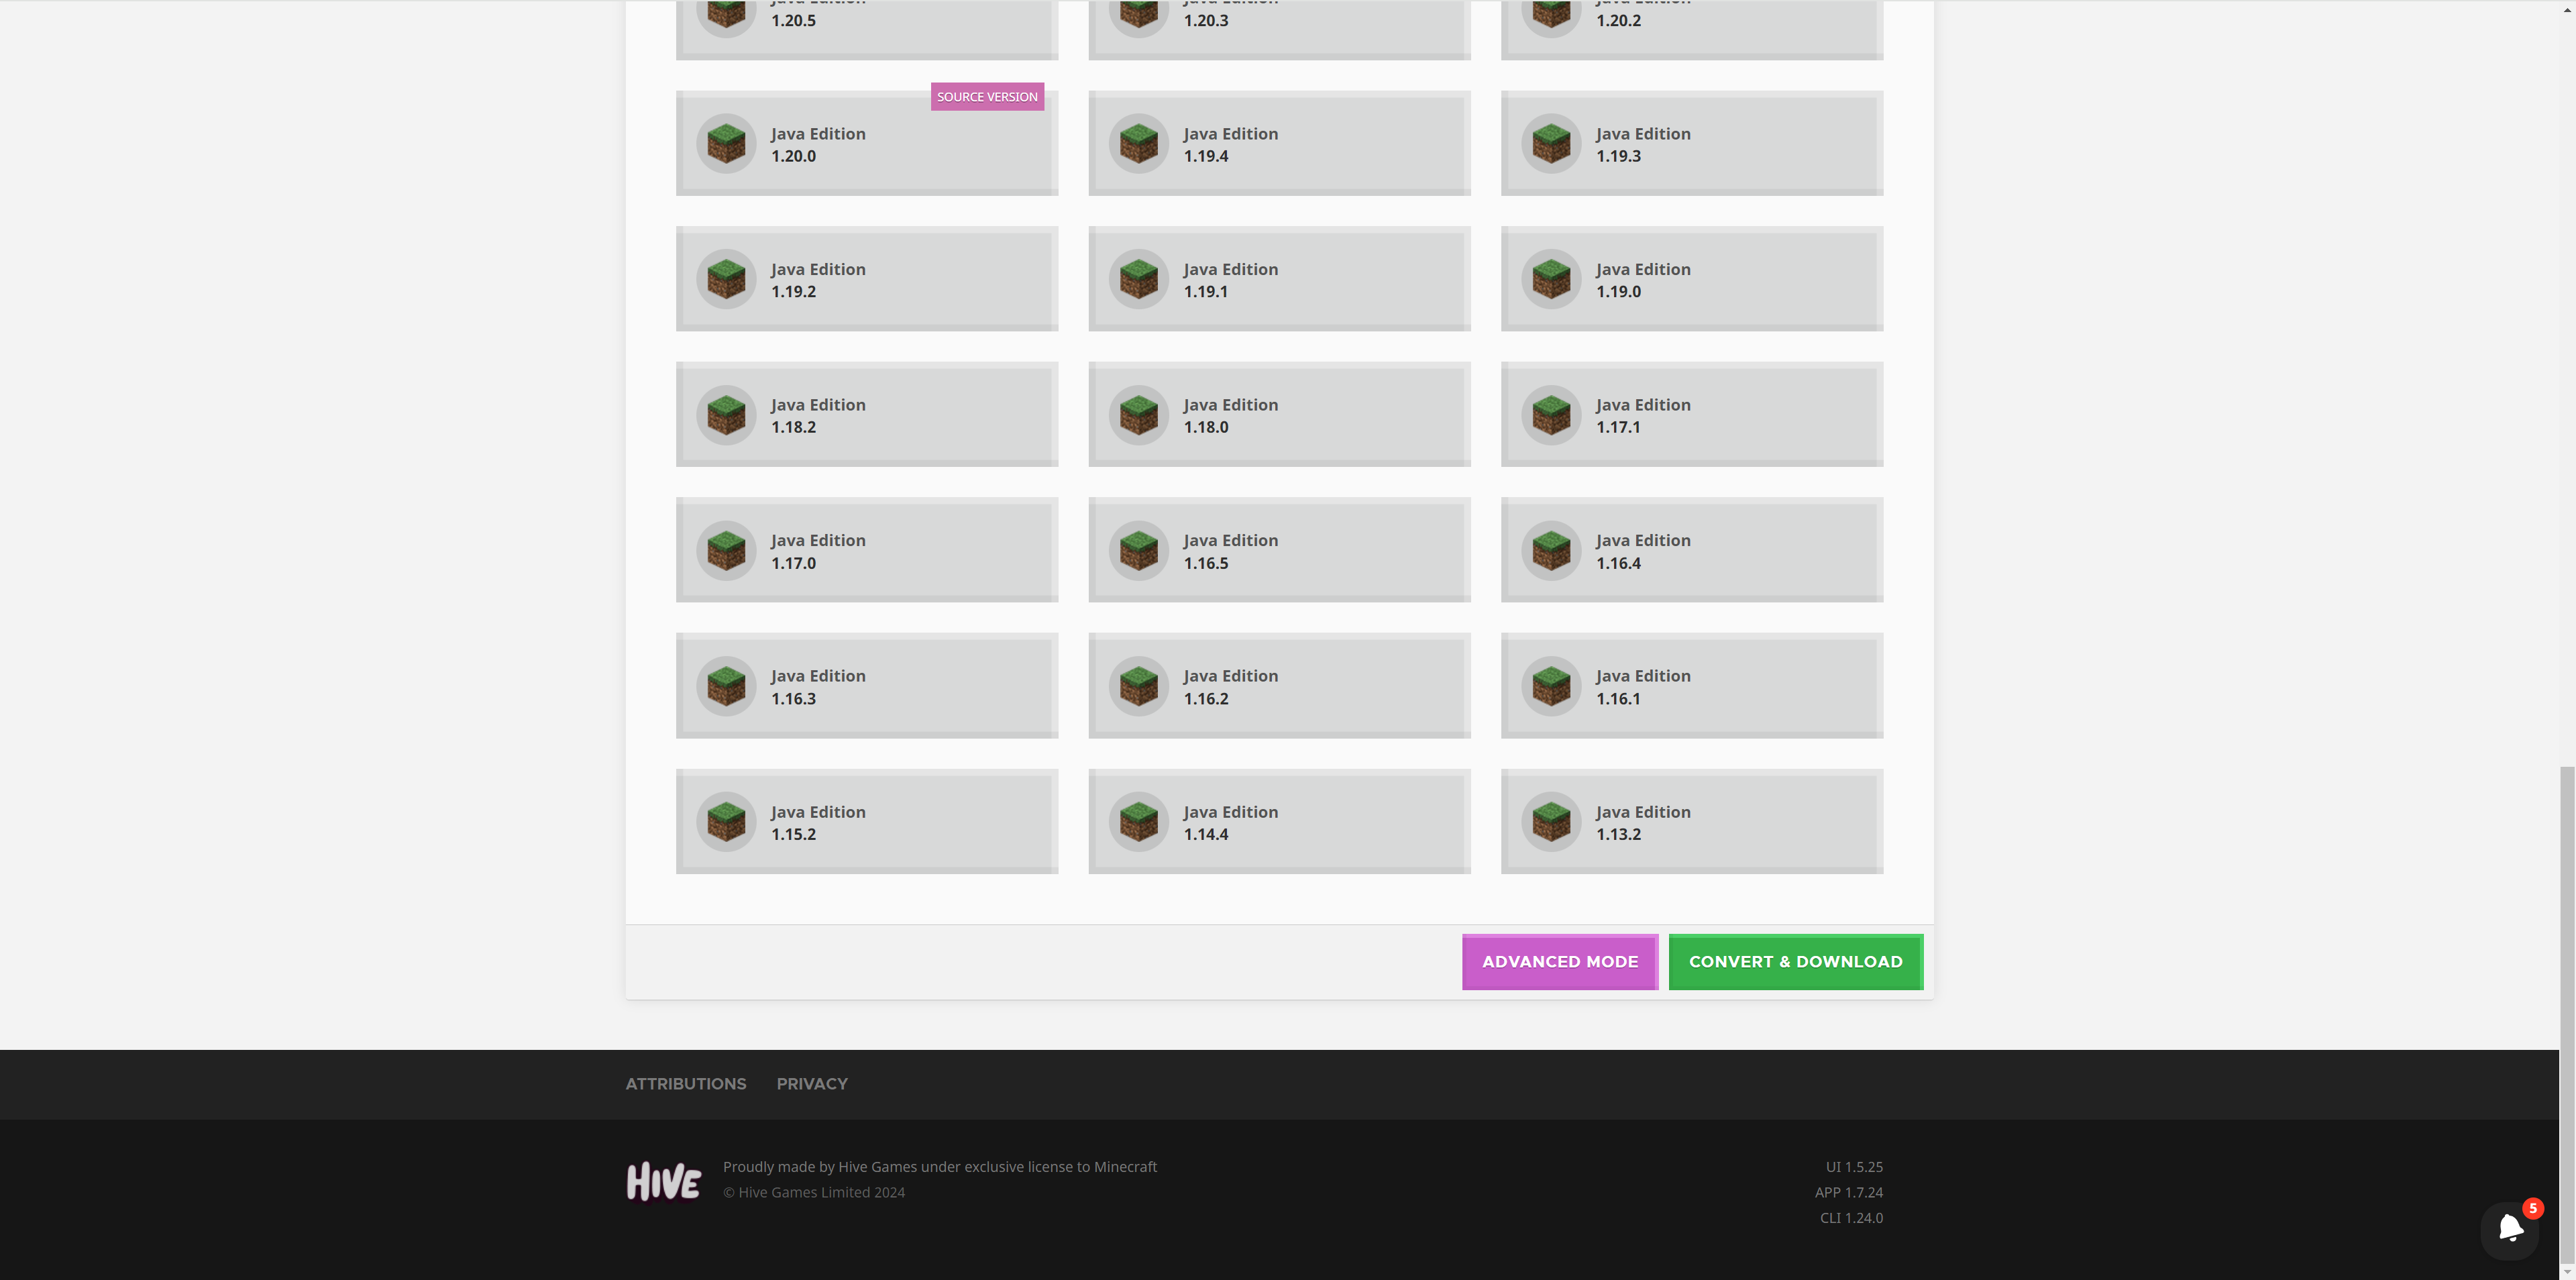 Java Edition
1.20.5
Java Edition
1.20.3
Java Edition
1.20.2
SOURCE VERSION
Java Edition
1.20.0
Java Edition
1.19.4
Java Edition
1.19.3
Java Edition
1.19.2
Java Edition
1.19.1
Java Edition
1.19.0
Java Edition
1.18.2
Java Edition
1.18.0
Java Edition
1.17.1
Java Edition
1.17.0
Java Edition
1.16.5
Java Edition
1.16.4
Java Edition
1.16.3
Java Edition
1.16.2
Java Edition
1.16.1
Java Edition
1.15.2
Java Edition
1.14.4
Java Edition
1.13.2
ADVANCED MODE
CONVERT & DOWNLOAD
ATTRIBUTIONS
PRIVACY
HIVE
Proudly made by Hive Games under exclusive license to Minecraft
© Hive Games Limited 2024
UI 1.5.25
APP 1.7.24
CLI 1.24.0
5